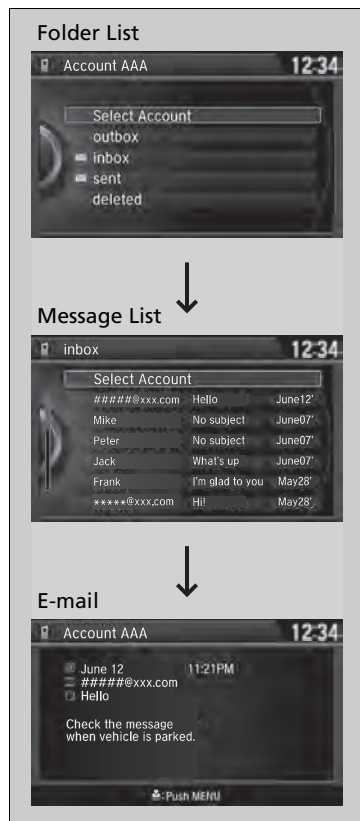 Folder List
Account AAA 12:34
Select Account
outbox
inbox
sent
deleted
Message List
inbox 12:34
Select Account
#####@xxx.com Hello June12'
Mike No subject June07'
Peter No subject June07'
Jack What's up June07'
Frank I'm glad to you May28'
*****@xxx.com Hi! May28'
E-mail
Account AAA 12:34
June 12 11:21PM
#####@xxx.com
Hello
Check the message
when vehicle is parked.
:Push MENU